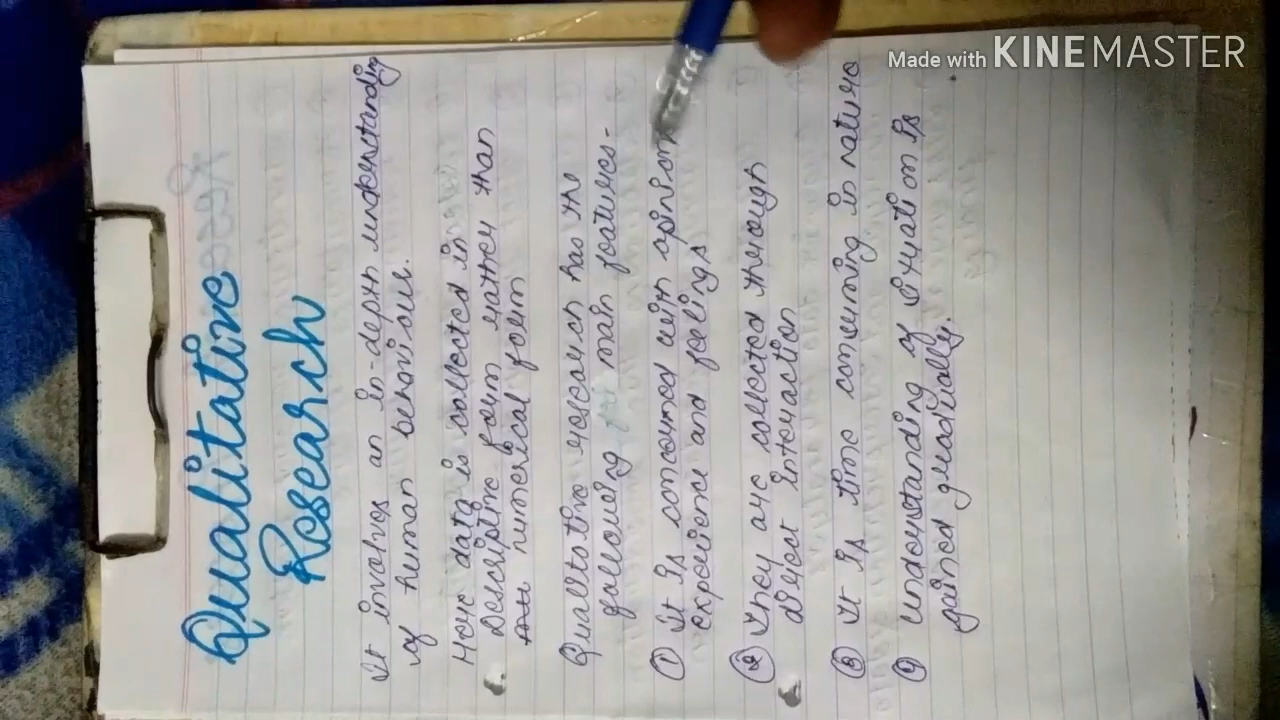 Qualitative
Research
It involves an in-depth understanding
of human behaviour.
Here data is collected in
Descriptive form rather than
numerical form
Qualitative research has the
following main features-
① It is concerned with opinion
experience and feelings
② They are collected through
direct interaction
③ It is time consuming in nature
④ Understanding of situation is
gained gradually.
Made with KINEMASTER